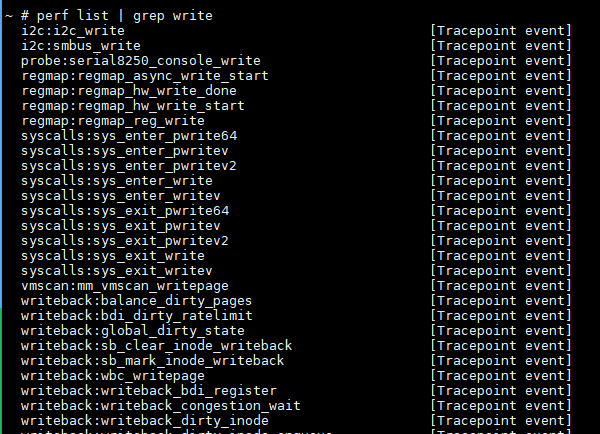 ~ # perf list | grep write
i2c:i2c_write [Tracepoint event]
i2c:smbus_write [Tracepoint event]
probe:serial8250_console_write [Tracepoint event]
regmap:regmap_async_write_start [Tracepoint event]
regmap:regmap_hw_write_done [Tracepoint event]
regmap:regmap_hw_write_start [Tracepoint event]
regmap:regmap_reg_write [Tracepoint event]
syscalls:sys_enter_pwrite64 [Tracepoint event]
syscalls:sys_enter_pwritev [Tracepoint event]
syscalls:sys_enter_pwritev2 [Tracepoint event]
syscalls:sys_enter_write [Tracepoint event]
syscalls:sys_enter_writev [Tracepoint event]
syscalls:sys_exit_pwrite64 [Tracepoint event]
syscalls:sys_exit_pwritev [Tracepoint event]
syscalls:sys_exit_pwritev2 [Tracepoint event]
syscalls:sys_exit_write [Tracepoint event]
syscalls:sys_exit_writev [Tracepoint event]
vmscan:mm_vmscan_writepage [Tracepoint event]
writeback:balance_dirty_pages [Tracepoint event]
writeback:bdi_dirty_ratelimit [Tracepoint event]
writeback:global_dirty_state [Tracepoint event]
writeback:sb_clear_inode_writeback [Tracepoint event]
writeback:sb_mark_inode_writeback [Tracepoint event]
writeback:wbc_writepage [Tracepoint event]
writeback:writeback_bdi_register [Tracepoint event]
writeback:writeback_congestion_wait [Tracepoint event]
writeback:writeback_dirty_inode [Tracepoint event]
writeback:writeback_dirty_inode_enqueue [Tracepoint event]